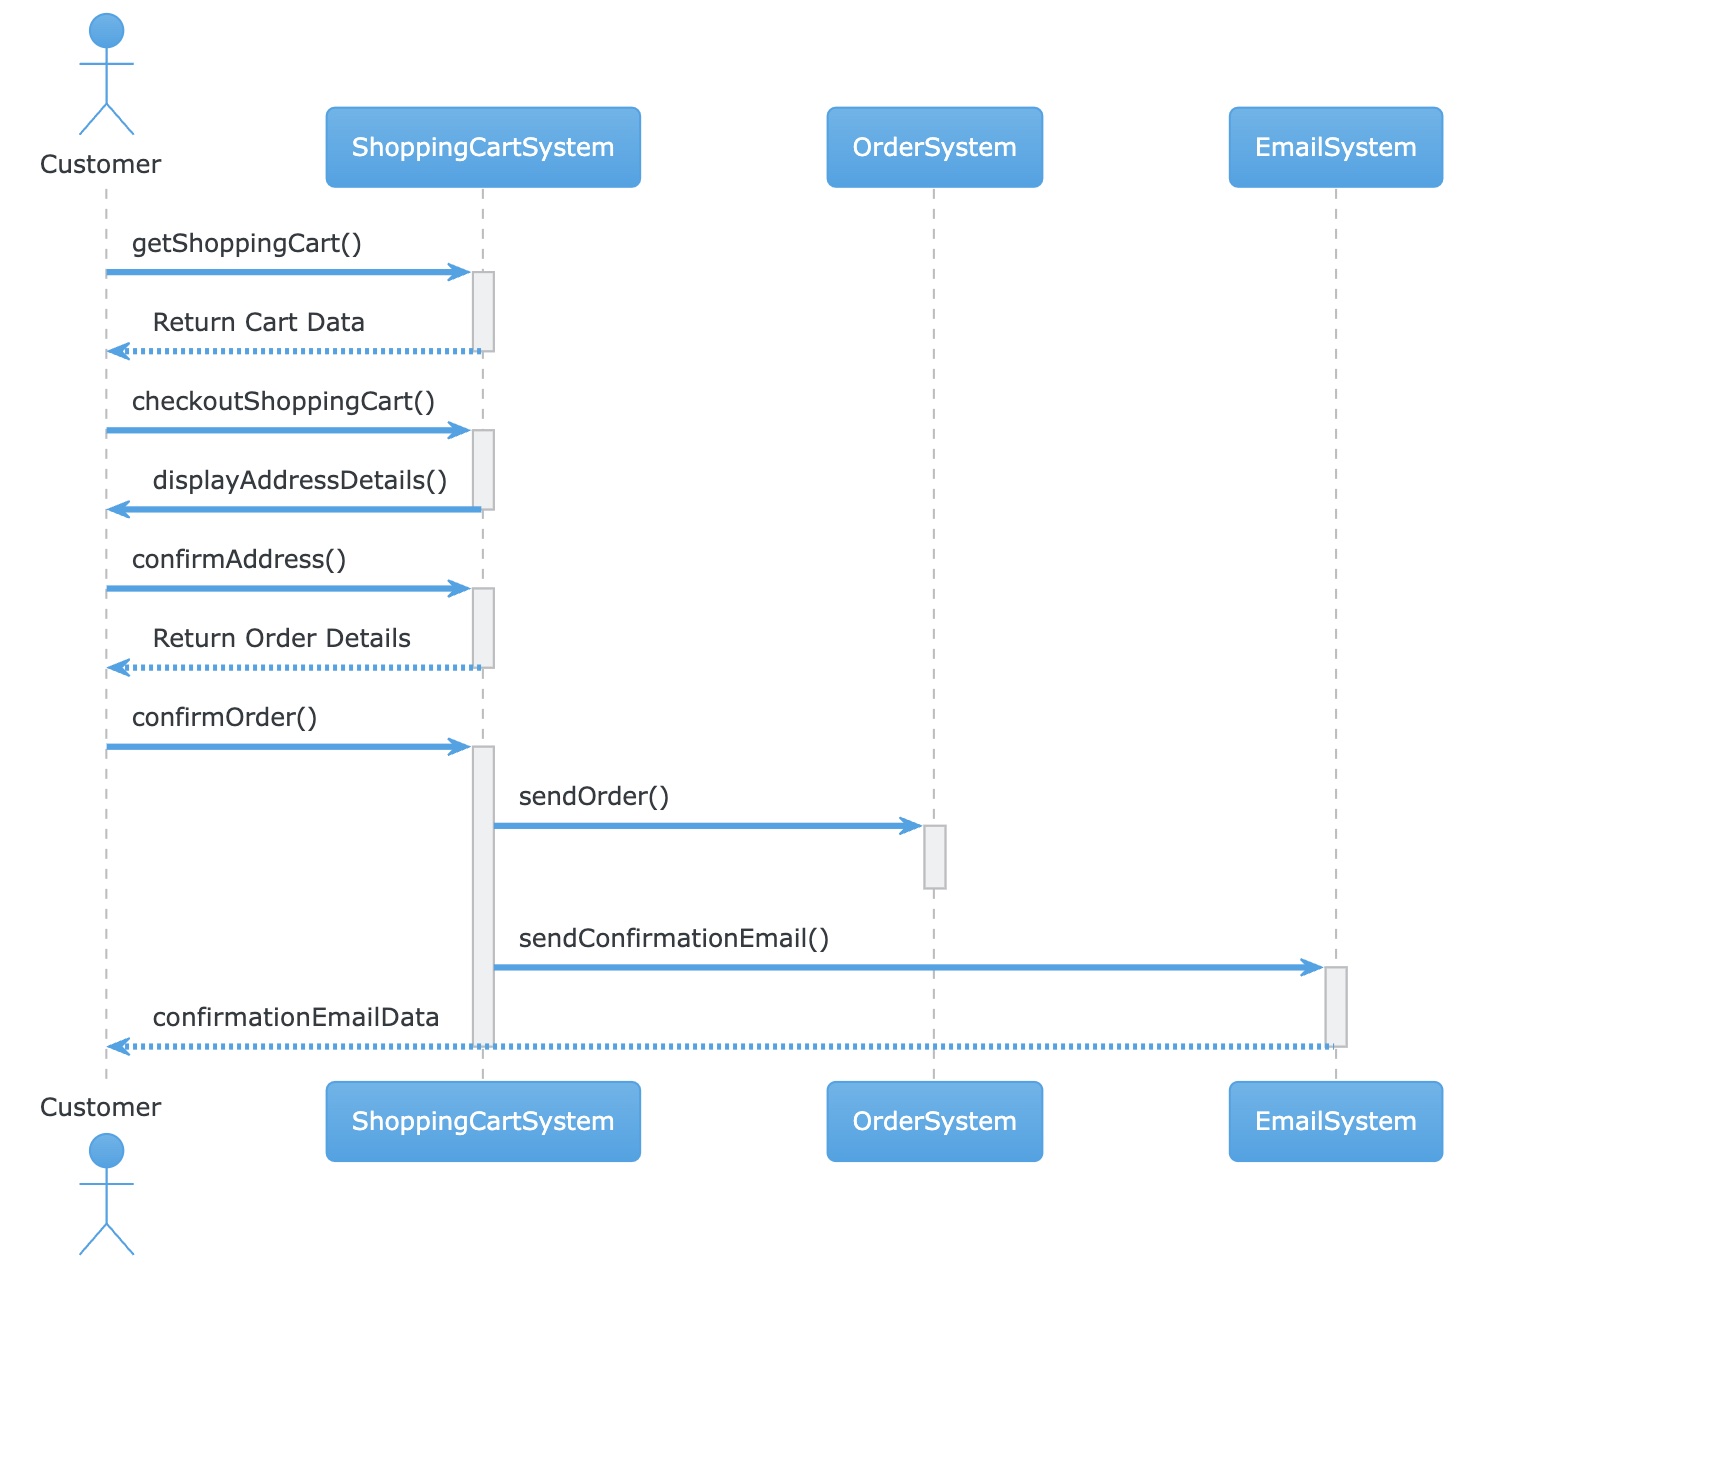 Customer
ShoppingCartSystem
OrderSystem
EmailSystem
getShoppingCart()
Return Cart Data
checkoutShoppingCart()
displayAddressDetails()
confirmAddress()
Return Order Details
confirmOrder()
sendOrder()
sendConfirmationEmail()
confirmationEmailData
Customer
ShoppingCartSystem
OrderSystem
EmailSystem